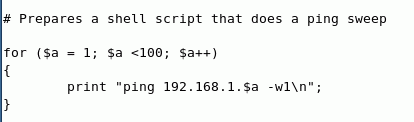 # Prepares a shell script that does a ping sweep
for ($a = 1; $a <100; $a++)
{
print "ping 192.168.1.$a -w1\n";
}